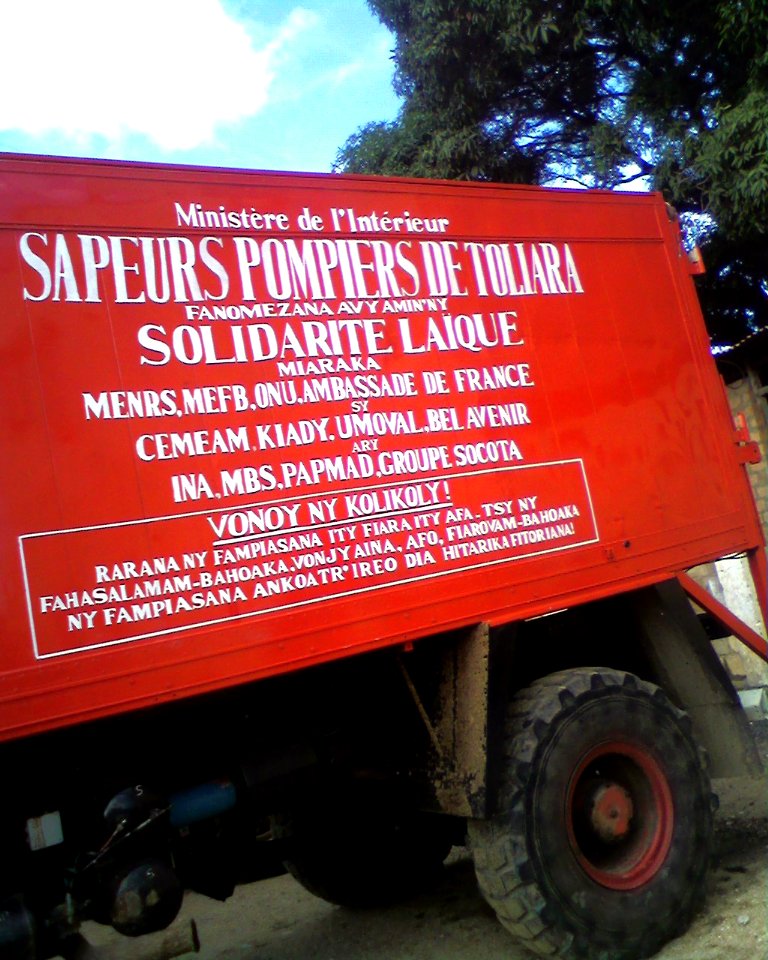 Ministère de l'Intérieur
SAPEURS POMPIERS DE TOLIARA
FANOMEZANA AVY AMIN'NY
SOLIDARITE LAÏQUE
MIARAKA
MENRS, MEFB, ONU, AMBASSADE DE FRANCE
SY
CEMEAM, KIADY, UMOVAL, BEL AVENIR
ARY
INA, MBS, PAPMAD, GROUPE SOCOTA
VONOY NY KOLIKOLY!
RARANA NY FAMPIASANA ITY FIARA ITY AFA-TSY NY
FAHASALAMAM-BAHOAKA, VONJY AINA, AFO, FIAROVAM-BAHOAKA
NY FAMPIASANA ANKOATR' IREO DIA HITARIKA FITORIANA!